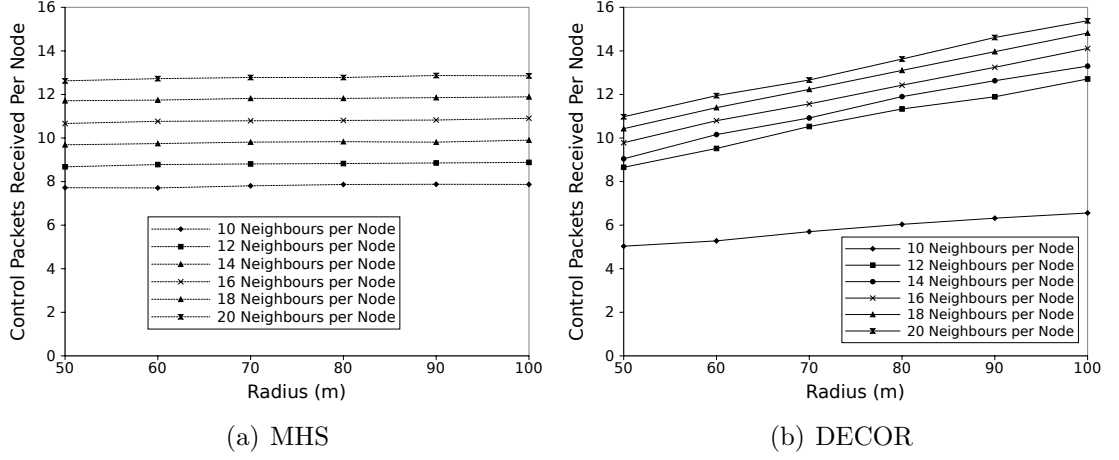 Control Packets Received Per Node
16
14
12
10
8
6
4
2
0
10 Neighbours per Node
12 Neighbours per Node
14 Neighbours per Node
16 Neighbours per Node
18 Neighbours per Node
20 Neighbours per Node
50 60 70 80 90 100
Radius (m)
(a) MHS
Control Packets Received Per Node
16
14
12
10
8
6
4
2
0
10 Neighbours per Node
12 Neighbours per Node
14 Neighbours per Node
16 Neighbours per Node
18 Neighbours per Node
20 Neighbours per Node
50 60 70 80 90 100
Radius (m)
(b) DECOR